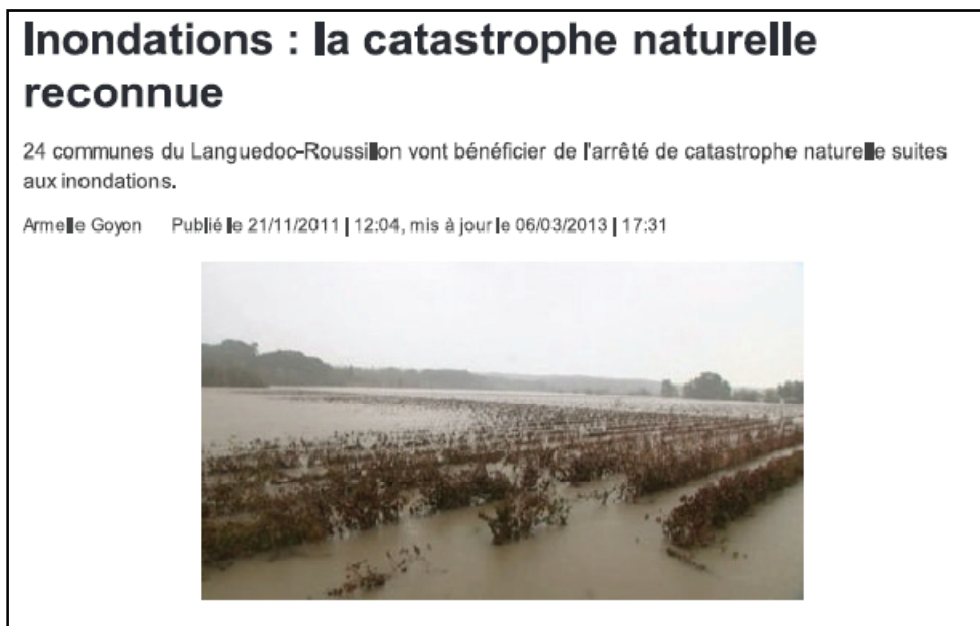 Inondations : la catastrophe naturelle
reconnue
24 communes du Languedoc-Roussillon vont bénéficier de l'arrêté de catastrophe naturelle suites
aux inondations.
Armelle Goyon Publié le 21/11/2011 | 12:04, mis à jour le 06/03/2013 | 17:31